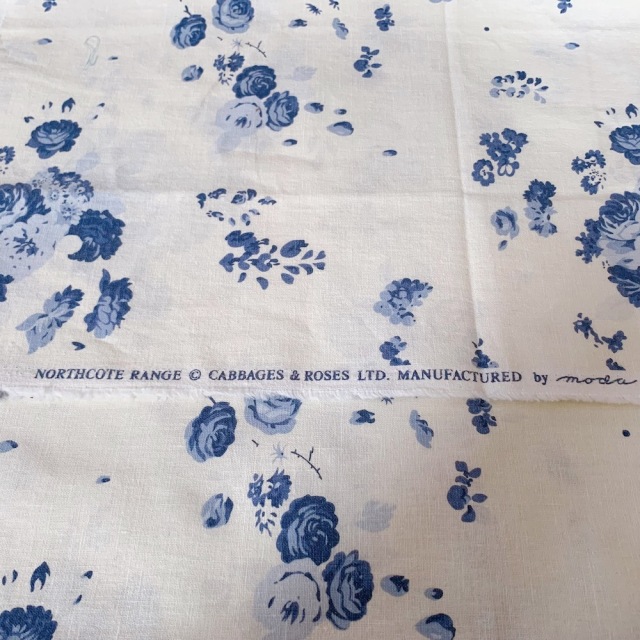 NORTHCOTE RANGE © CABBAGES & ROSES LTD. MANUFACTURED by moda